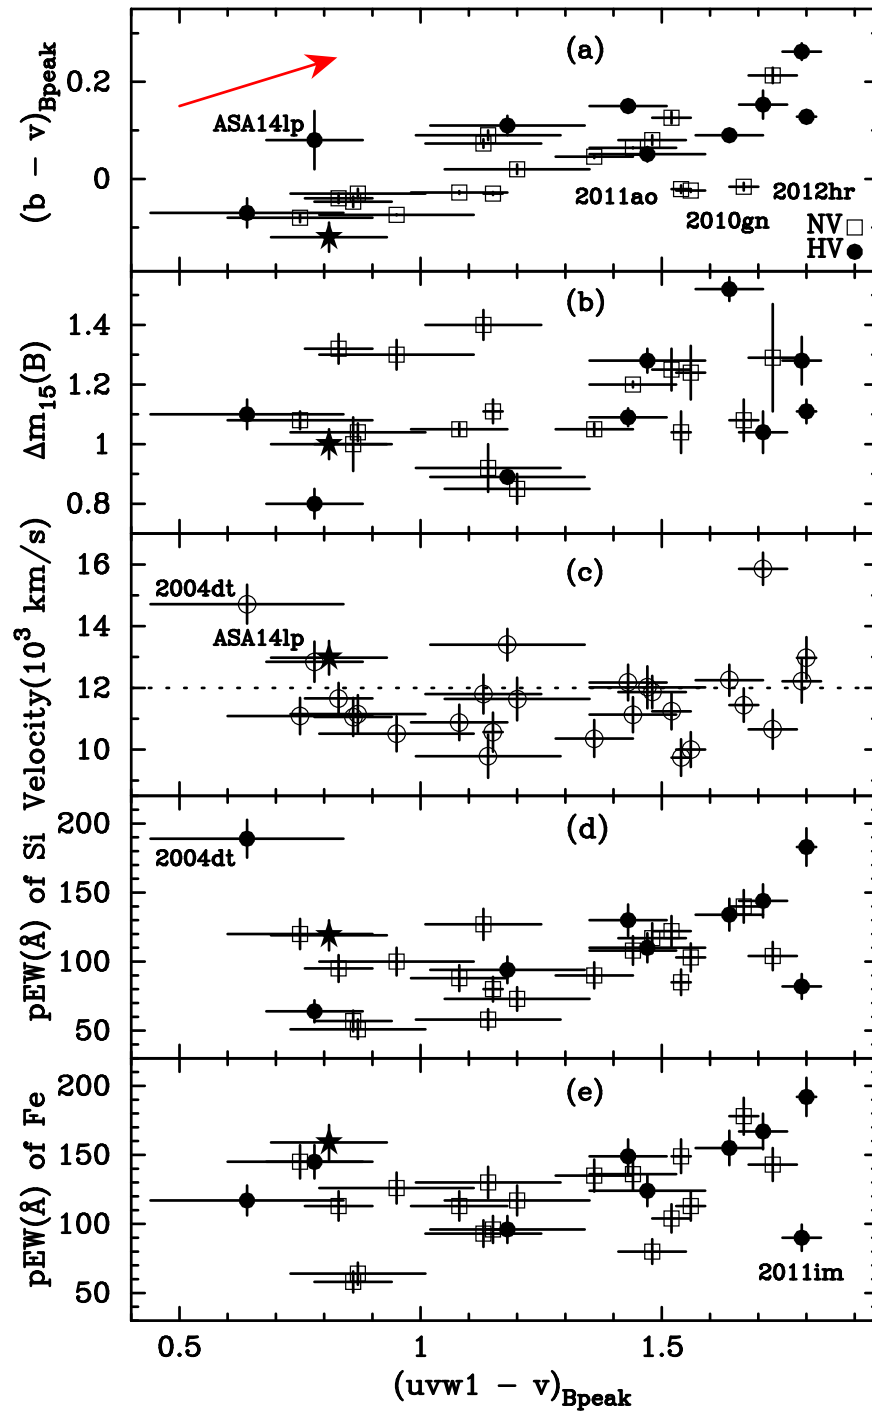 (a)
0.2
0
(b − v)Bpeak
ASA14lp
2011ao
2010gn
2012hr
NV
HV
(b)
1.4
1.2
1
0.8
Δm15(B)
(c)
16
14
12
10
2004dt
ASA14lp
pEW(Å) of Fe pEW(Å) of Si Velocity(10³ km/s)
(d)
200
150
100
50
2004dt
(e)
200
150
100
50
2011im
0.5 1 1.5
(uvw1 − v)Bpeak